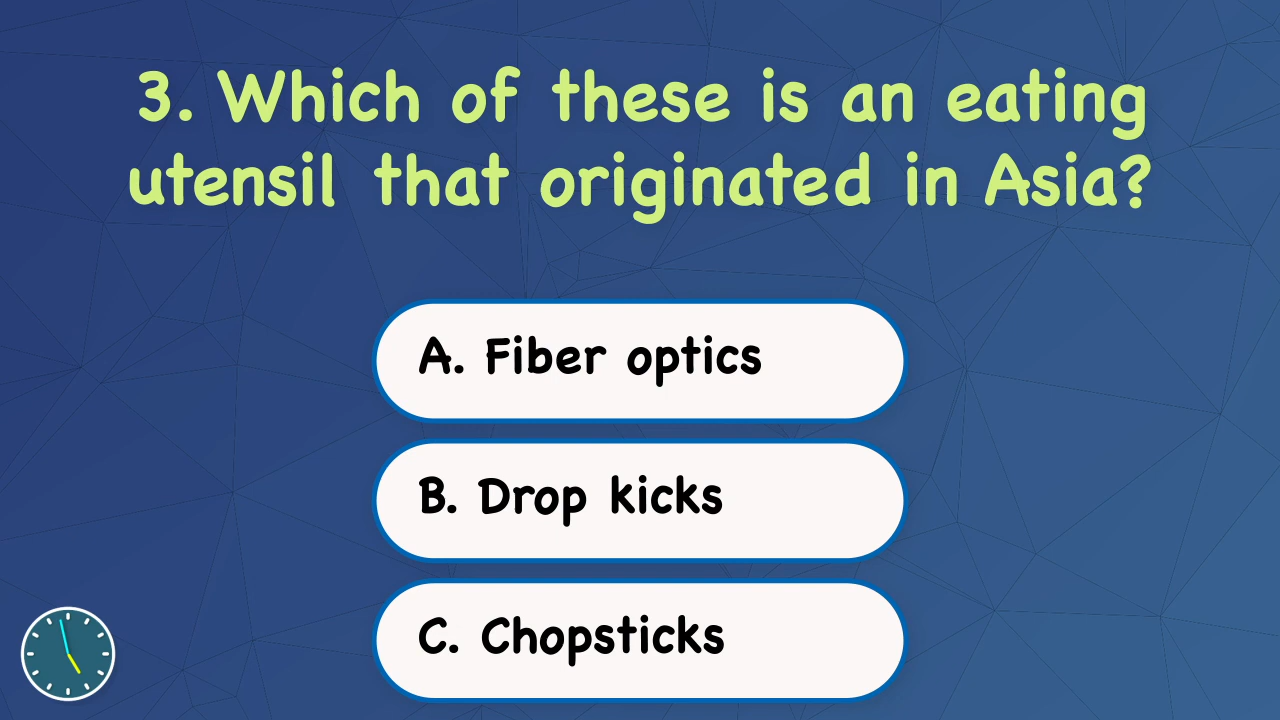 3. Which of these is an eating
utensil that originated in Asia?
A. Fiber optics
B. Drop kicks
C. Chopsticks